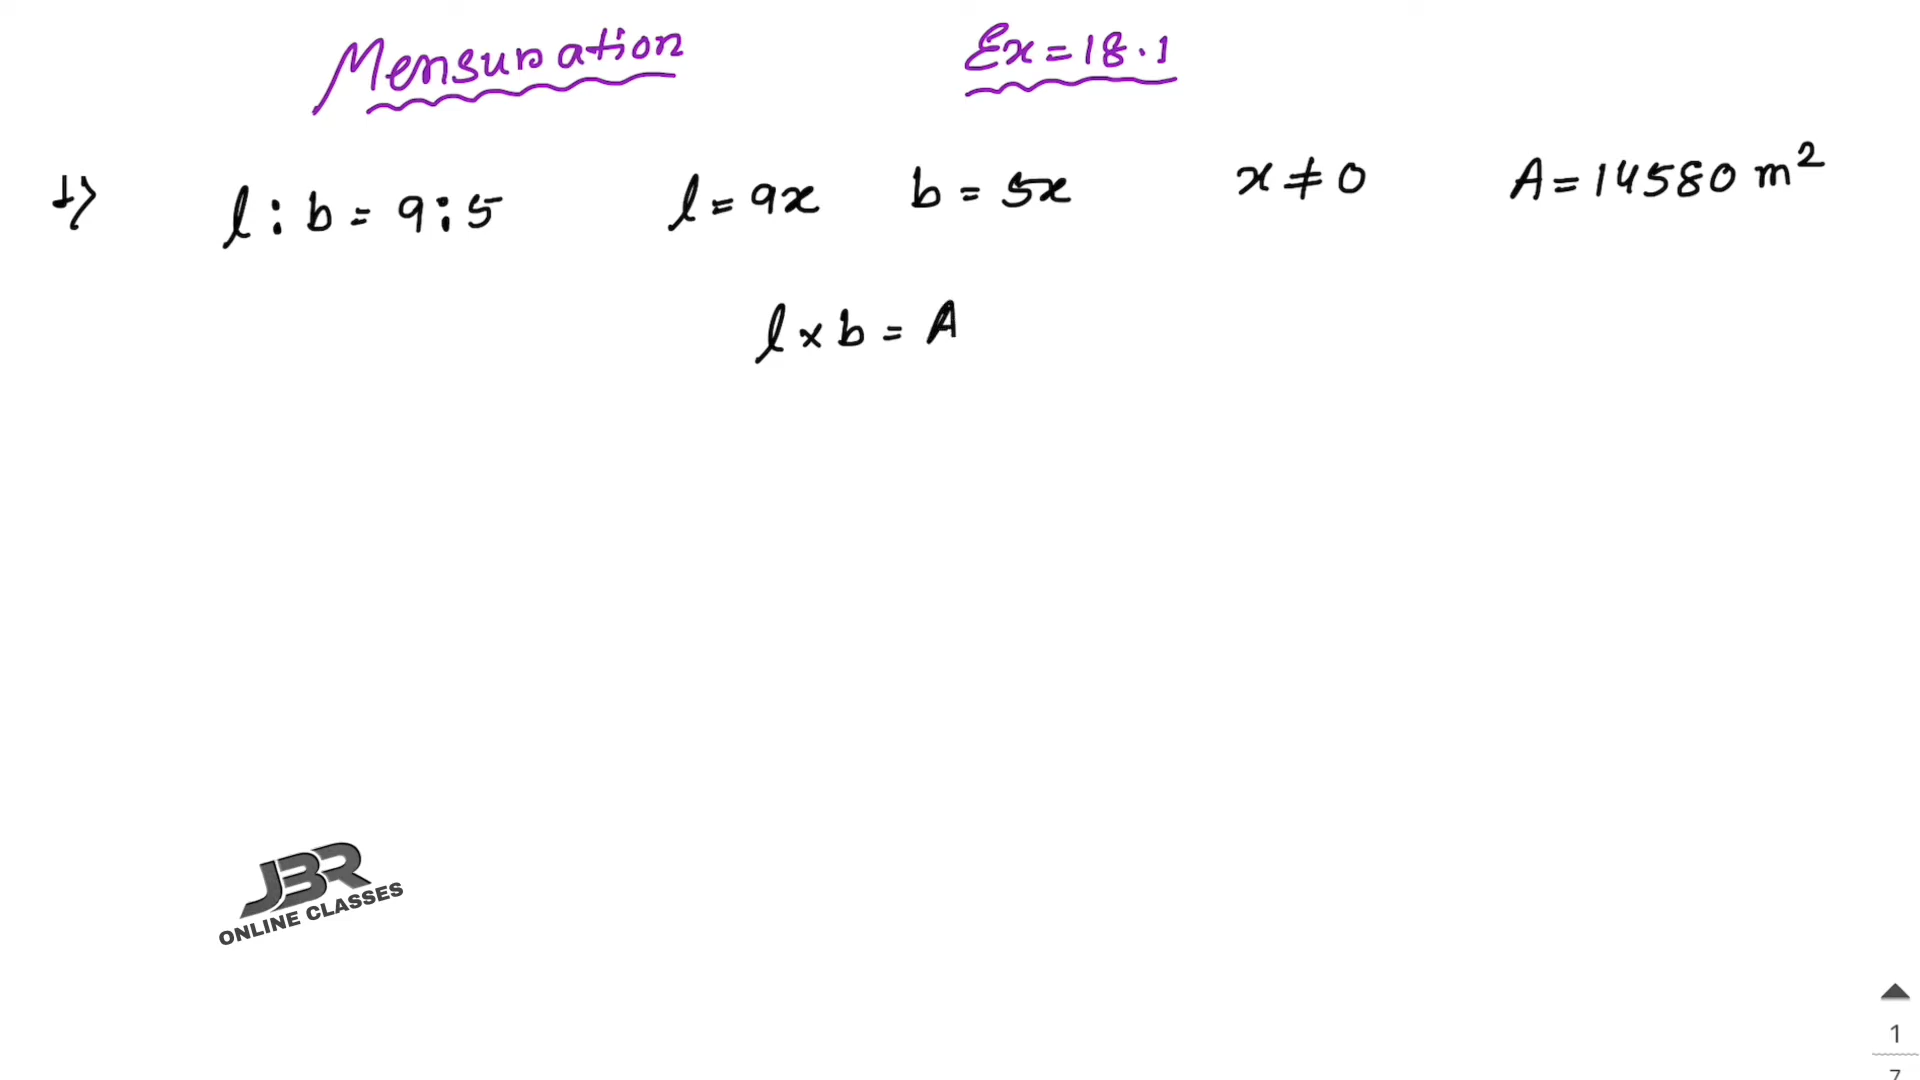 Mensuration Ex = 18.1
1) l : b = 9 : 5 l = 9x b = 5x x ≠ 0 A = 14580 m²
l × b = A
JBR
ONLINE CLASSES
1
7